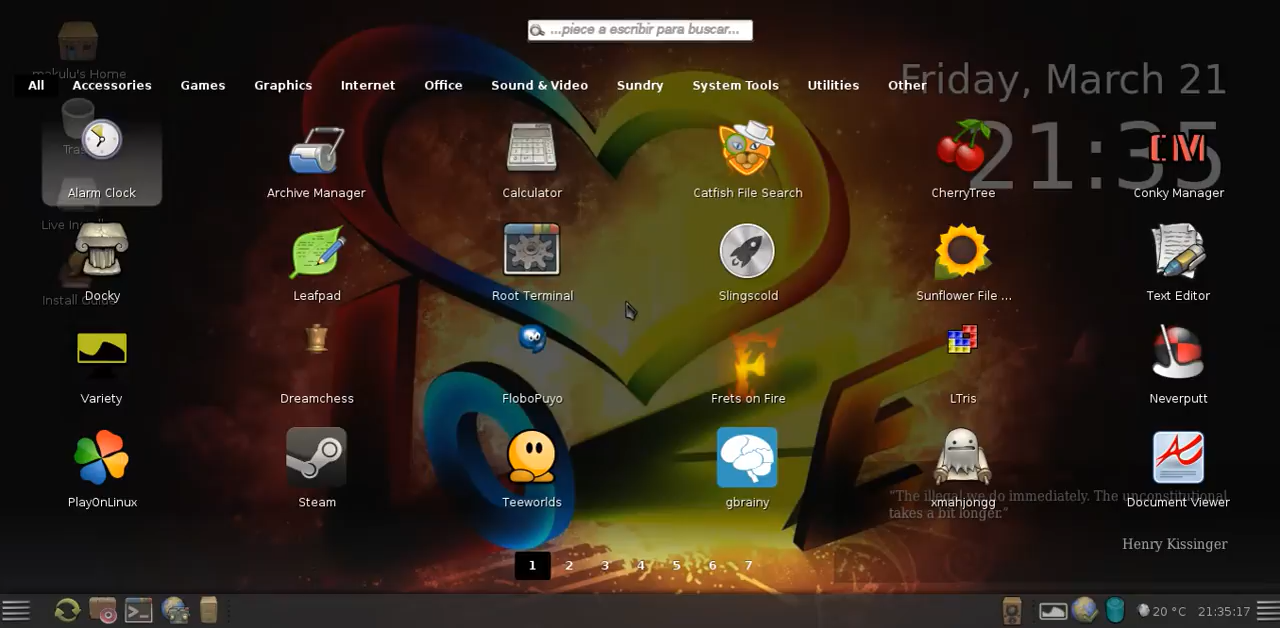 ...piece a escribir para buscar...
makulu's Home
All Accessories Games Graphics Internet Office Sound & Video Sundry System Tools Utilities Other
Friday, March 21
21:35
Alarm Clock Archive Manager Calculator Catfish File Search CherryTree Conky Manager
Docky Leafpad Root Terminal Slingscold Sunflower File ... Text Editor
Variety Dreamchess FloboPuyo Frets on Fire LTris Neverputt
PlayOnLinux Steam Teeworlds gbrainy xmahjongg Document Viewer
"The illegal we do immediately. The unconstitutional
takes a bit longer."
Henry Kissinger
1 2 3 4 5 6 7
20 °C 21:35:17